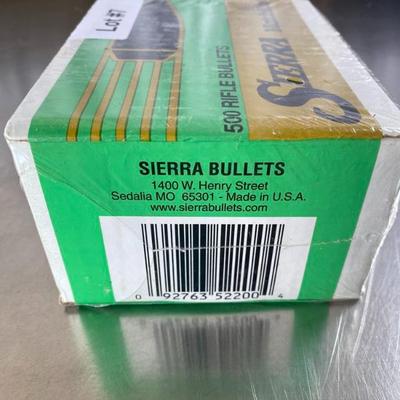 Lot #7
500 RIFLE BULLETS
SIERRA
SIERRA BULLETS
1400 W. Henry Street
Sedalia MO 65301 - Made in U.S.A.
www.sierrabullets.com
0 92763 52200 4